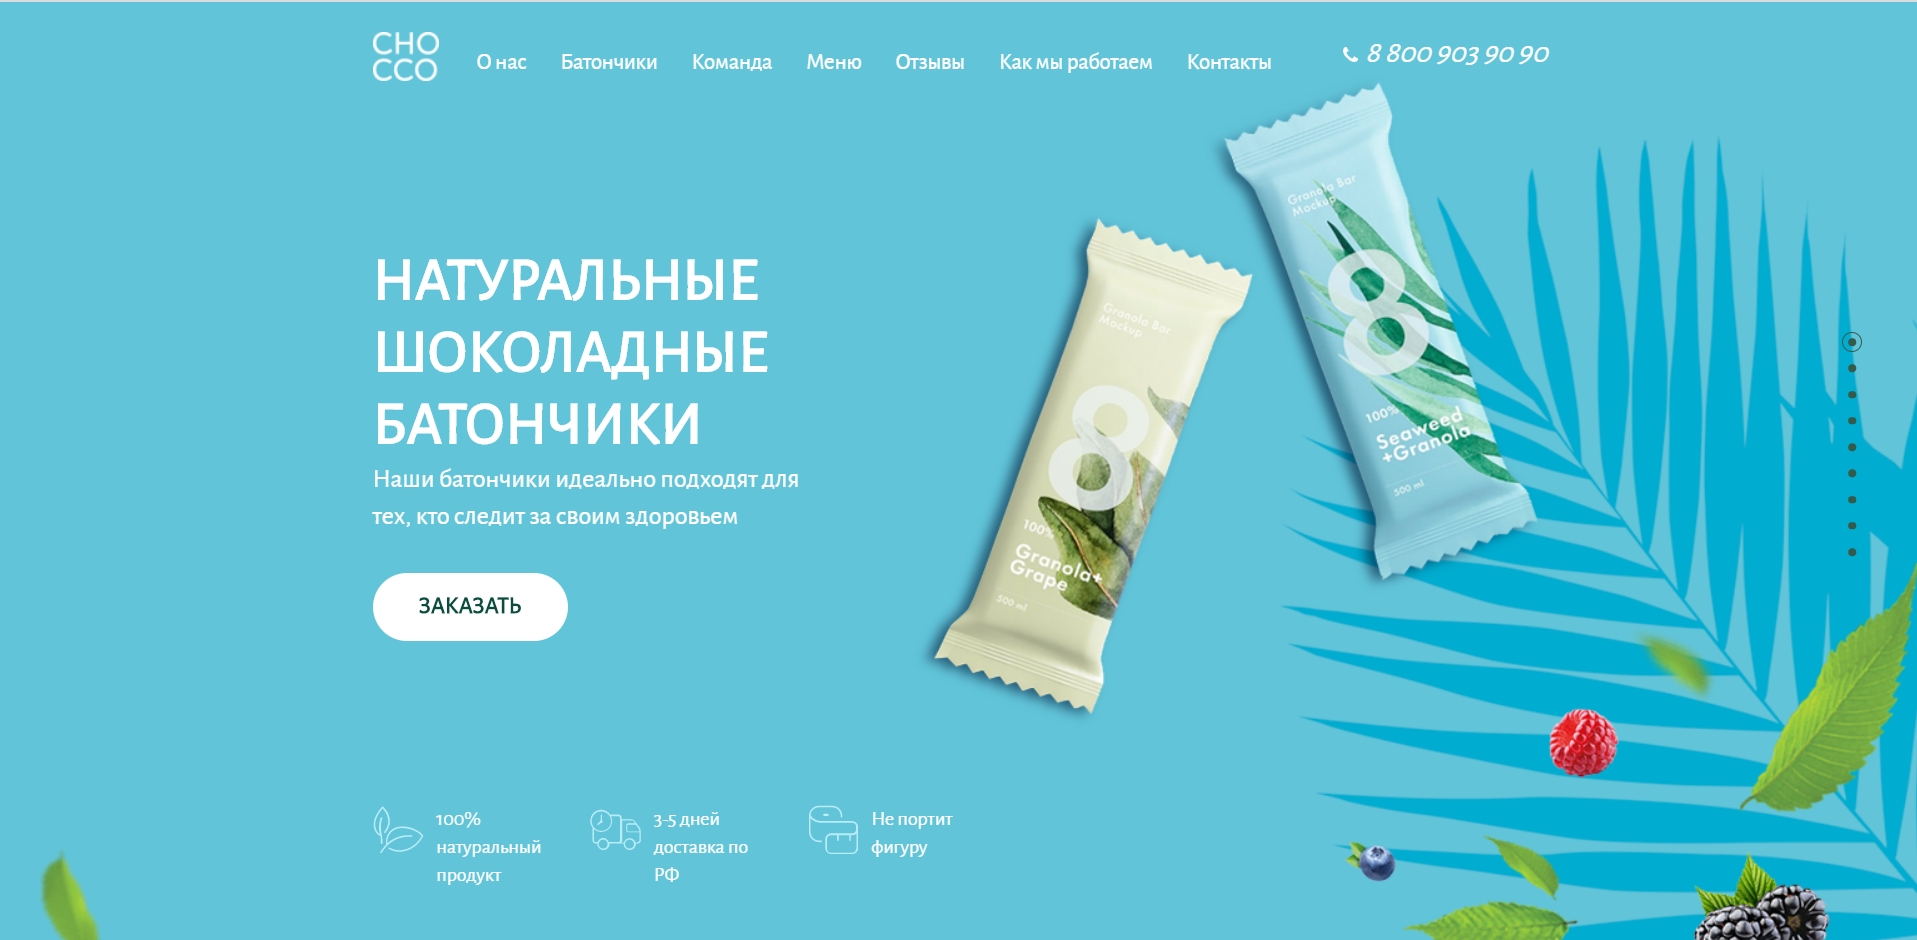 CHO
CCO
О нас
Батончики
Команда
Меню
Отзывы
Как мы работаем
Контакты
8 800 903 90 90
НАТУРАЛЬНЫЕ
ШОКОЛАДНЫЕ
БАТОНЧИКИ
Наши батончики идеально подходят для
тех, кто следит за своим здоровьем
ЗАКАЗАТЬ
Granola Bar
Mockup
8
100%
Granola+
Grape
500 ml
Granola Bar
Mockup
8
100%
Seaweed
+Granola
500 ml
100%
натуральный
продукт
3-5 дней
доставка по
РФ
Не портит
фигуру